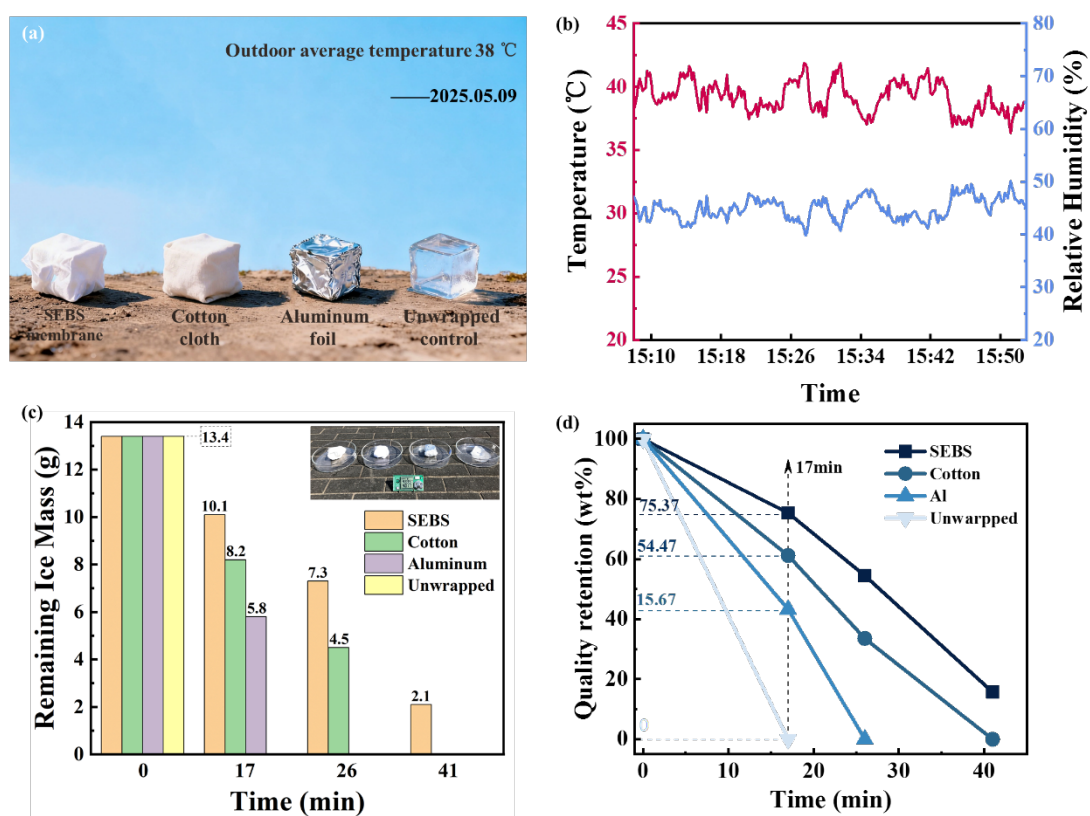 (a)
Outdoor average temperature 38 ℃
——2025.05.09
SEBS
membrane
Cotton
cloth
Aluminum
foil
Unwrapped
control
(b)
45
40
35
30
25
20
Temperature (℃)
80
70
60
50
40
30
20
Relative Humidity (%)
15:10 15:18 15:26 15:34 15:42 15:50
Time
(c)
14
12
10
8
6
4
2
0
Remaining Ice Mass (g)
13.4
10.1
8.2
5.8
7.3
4.5
2.1
SEBS
Cotton
Aluminum
Unwrapped
0 17 26 41
Time (min)
(d)
100
80
60
40
20
0
Quality retention (wt%)
75.37
54.47
15.67
0
17min
SEBS
Cotton
Al
Unwarpped
0 10 20 30 40
Time (min)